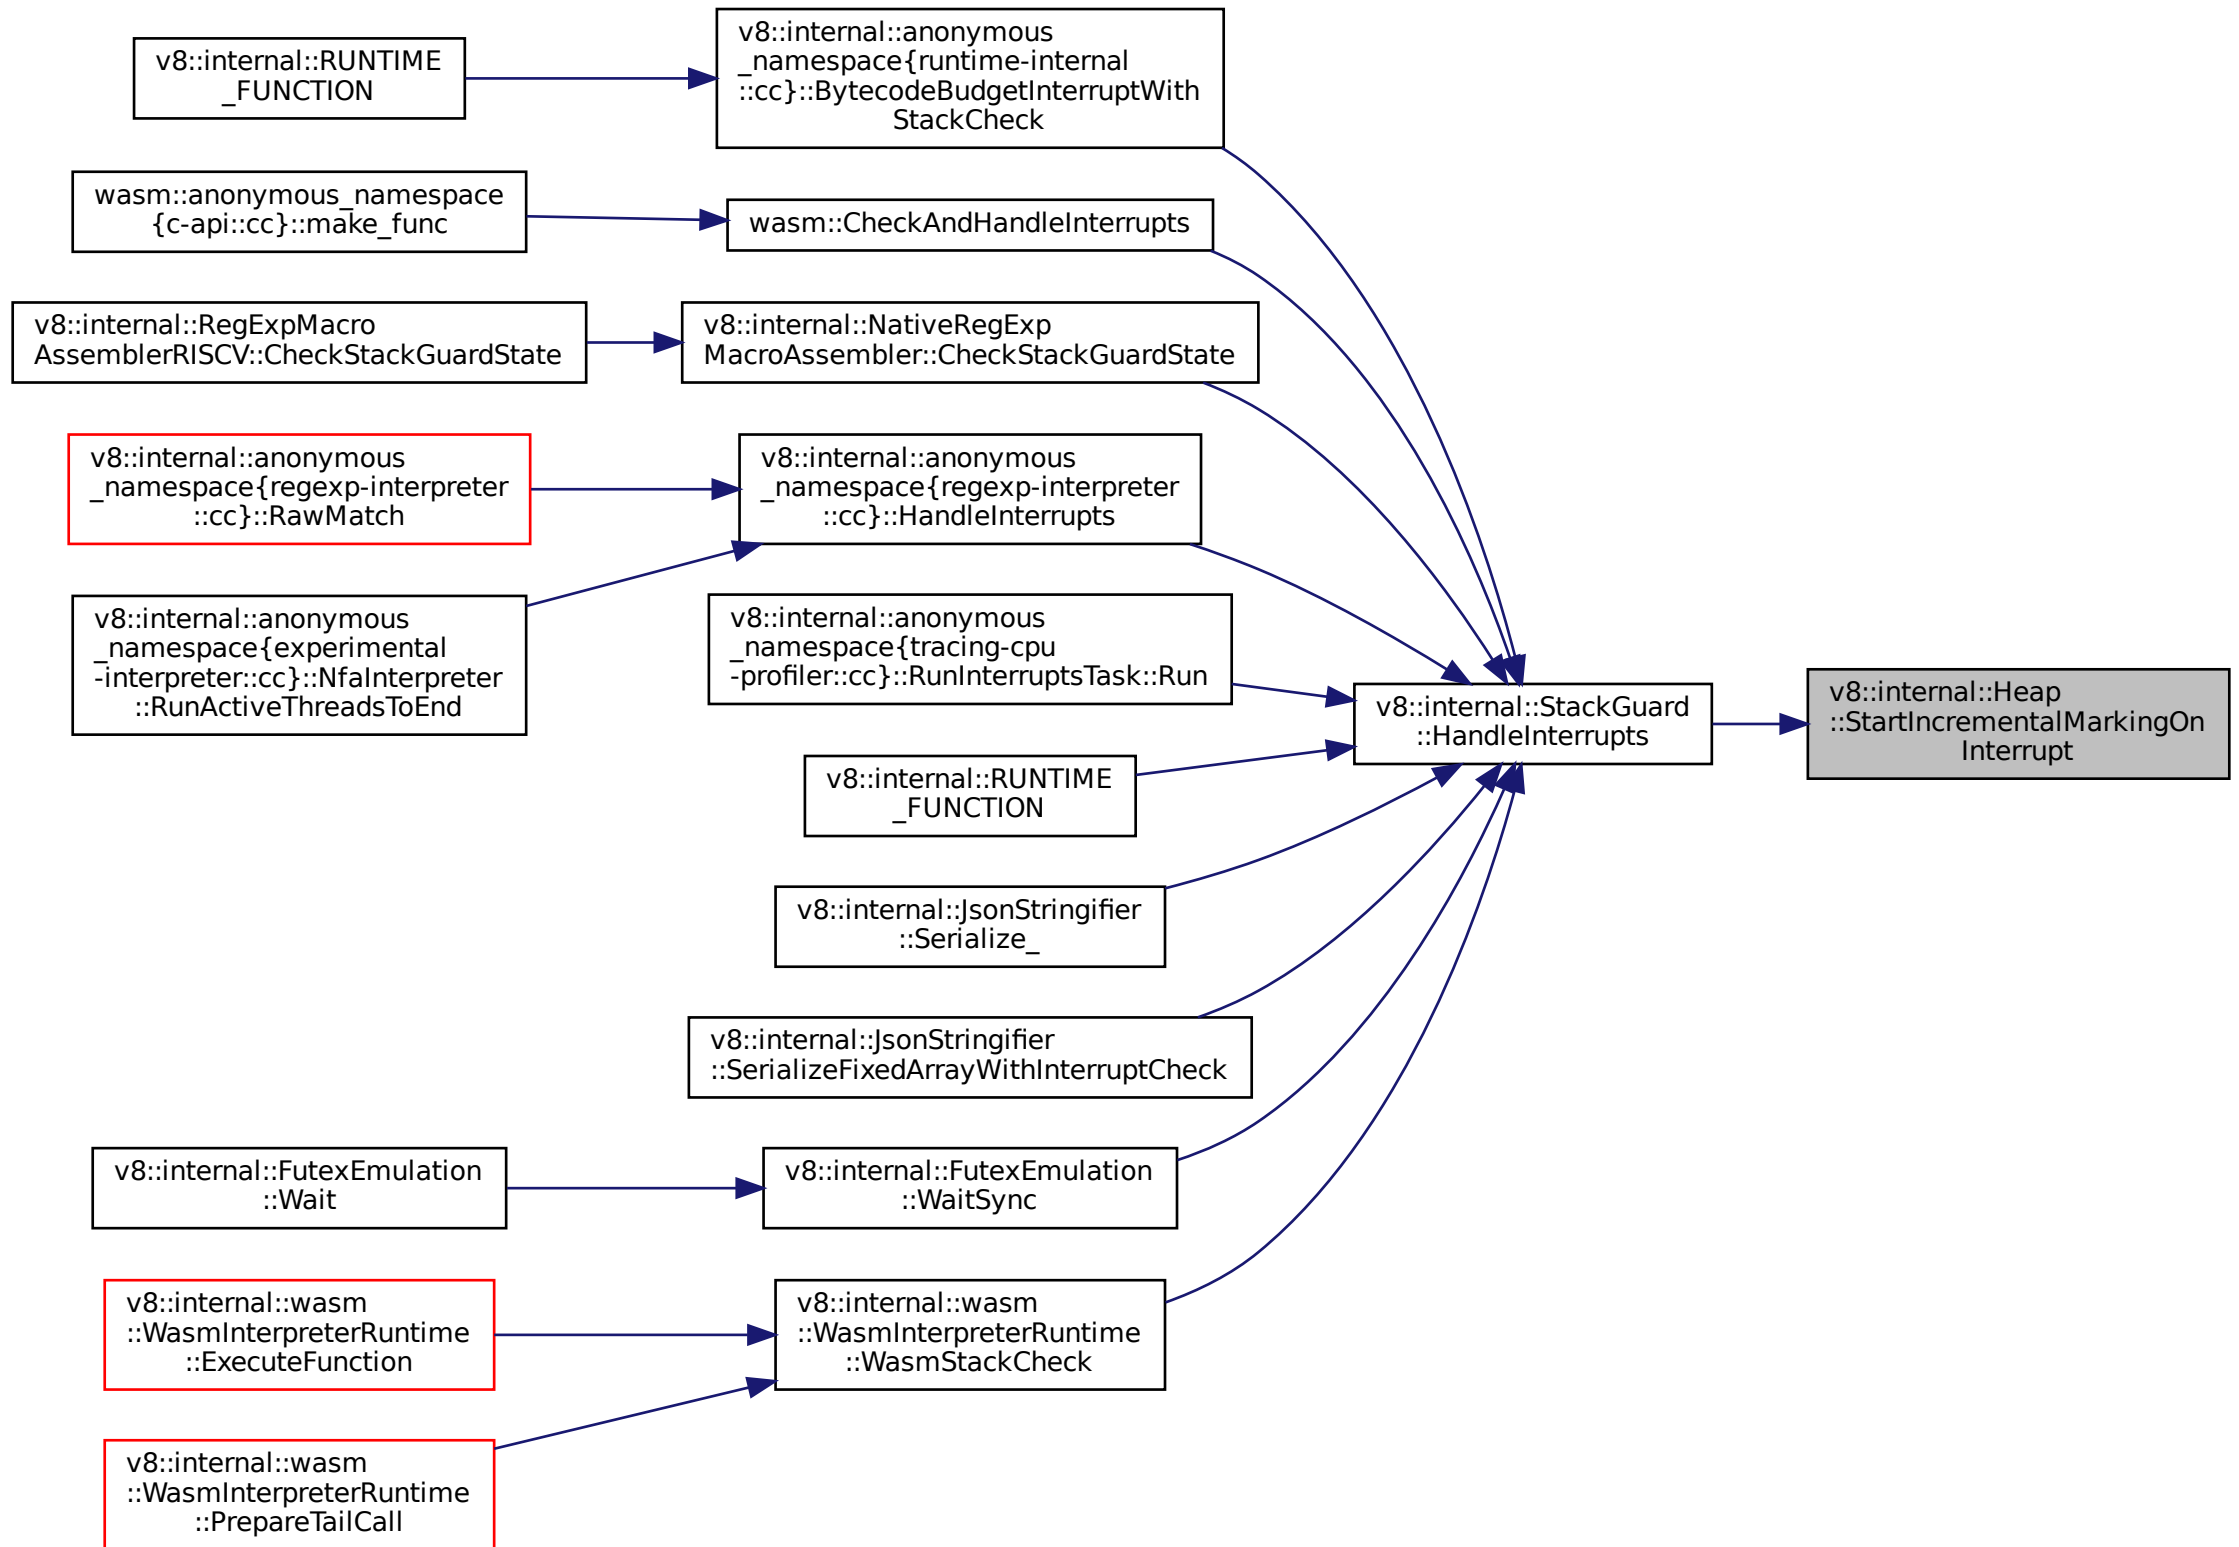 v8::internal::RUNTIME
_FUNCTION
v8::internal::anonymous
_namespace{runtime-internal
::cc}::BytecodeBudgetInterruptWith
StackCheck
wasm::anonymous_namespace
{c-api::cc}::make_func
wasm::CheckAndHandleInterrupts
v8::internal::RegExpMacro
AssemblerRISCV::CheckStackGuardState
v8::internal::NativeRegExp
MacroAssembler::CheckStackGuardState
v8::internal::anonymous
_namespace{regexp-interpreter
::cc}::RawMatch
v8::internal::anonymous
_namespace{regexp-interpreter
::cc}::HandleInterrupts
v8::internal::anonymous
_namespace{experimental
-interpreter::cc}::NfaInterpreter
::RunActiveThreadsToEnd
v8::internal::anonymous
_namespace{tracing-cpu
-profiler::cc}::RunInterruptsTask::Run
v8::internal::StackGuard
::HandleInterrupts
v8::internal::Heap
::StartIncrementalMarkingOn
Interrupt
v8::internal::RUNTIME
_FUNCTION
v8::internal::JsonStringifier
::Serialize_
v8::internal::JsonStringifier
::SerializeFixedArrayWithInterruptCheck
v8::internal::FutexEmulation
::Wait
v8::internal::FutexEmulation
::WaitSync
v8::internal::wasm
::WasmInterpreterRuntime
::ExecuteFunction
v8::internal::wasm
::WasmInterpreterRuntime
::WasmStackCheck
v8::internal::wasm
::WasmInterpreterRuntime
::PrepareTailCall